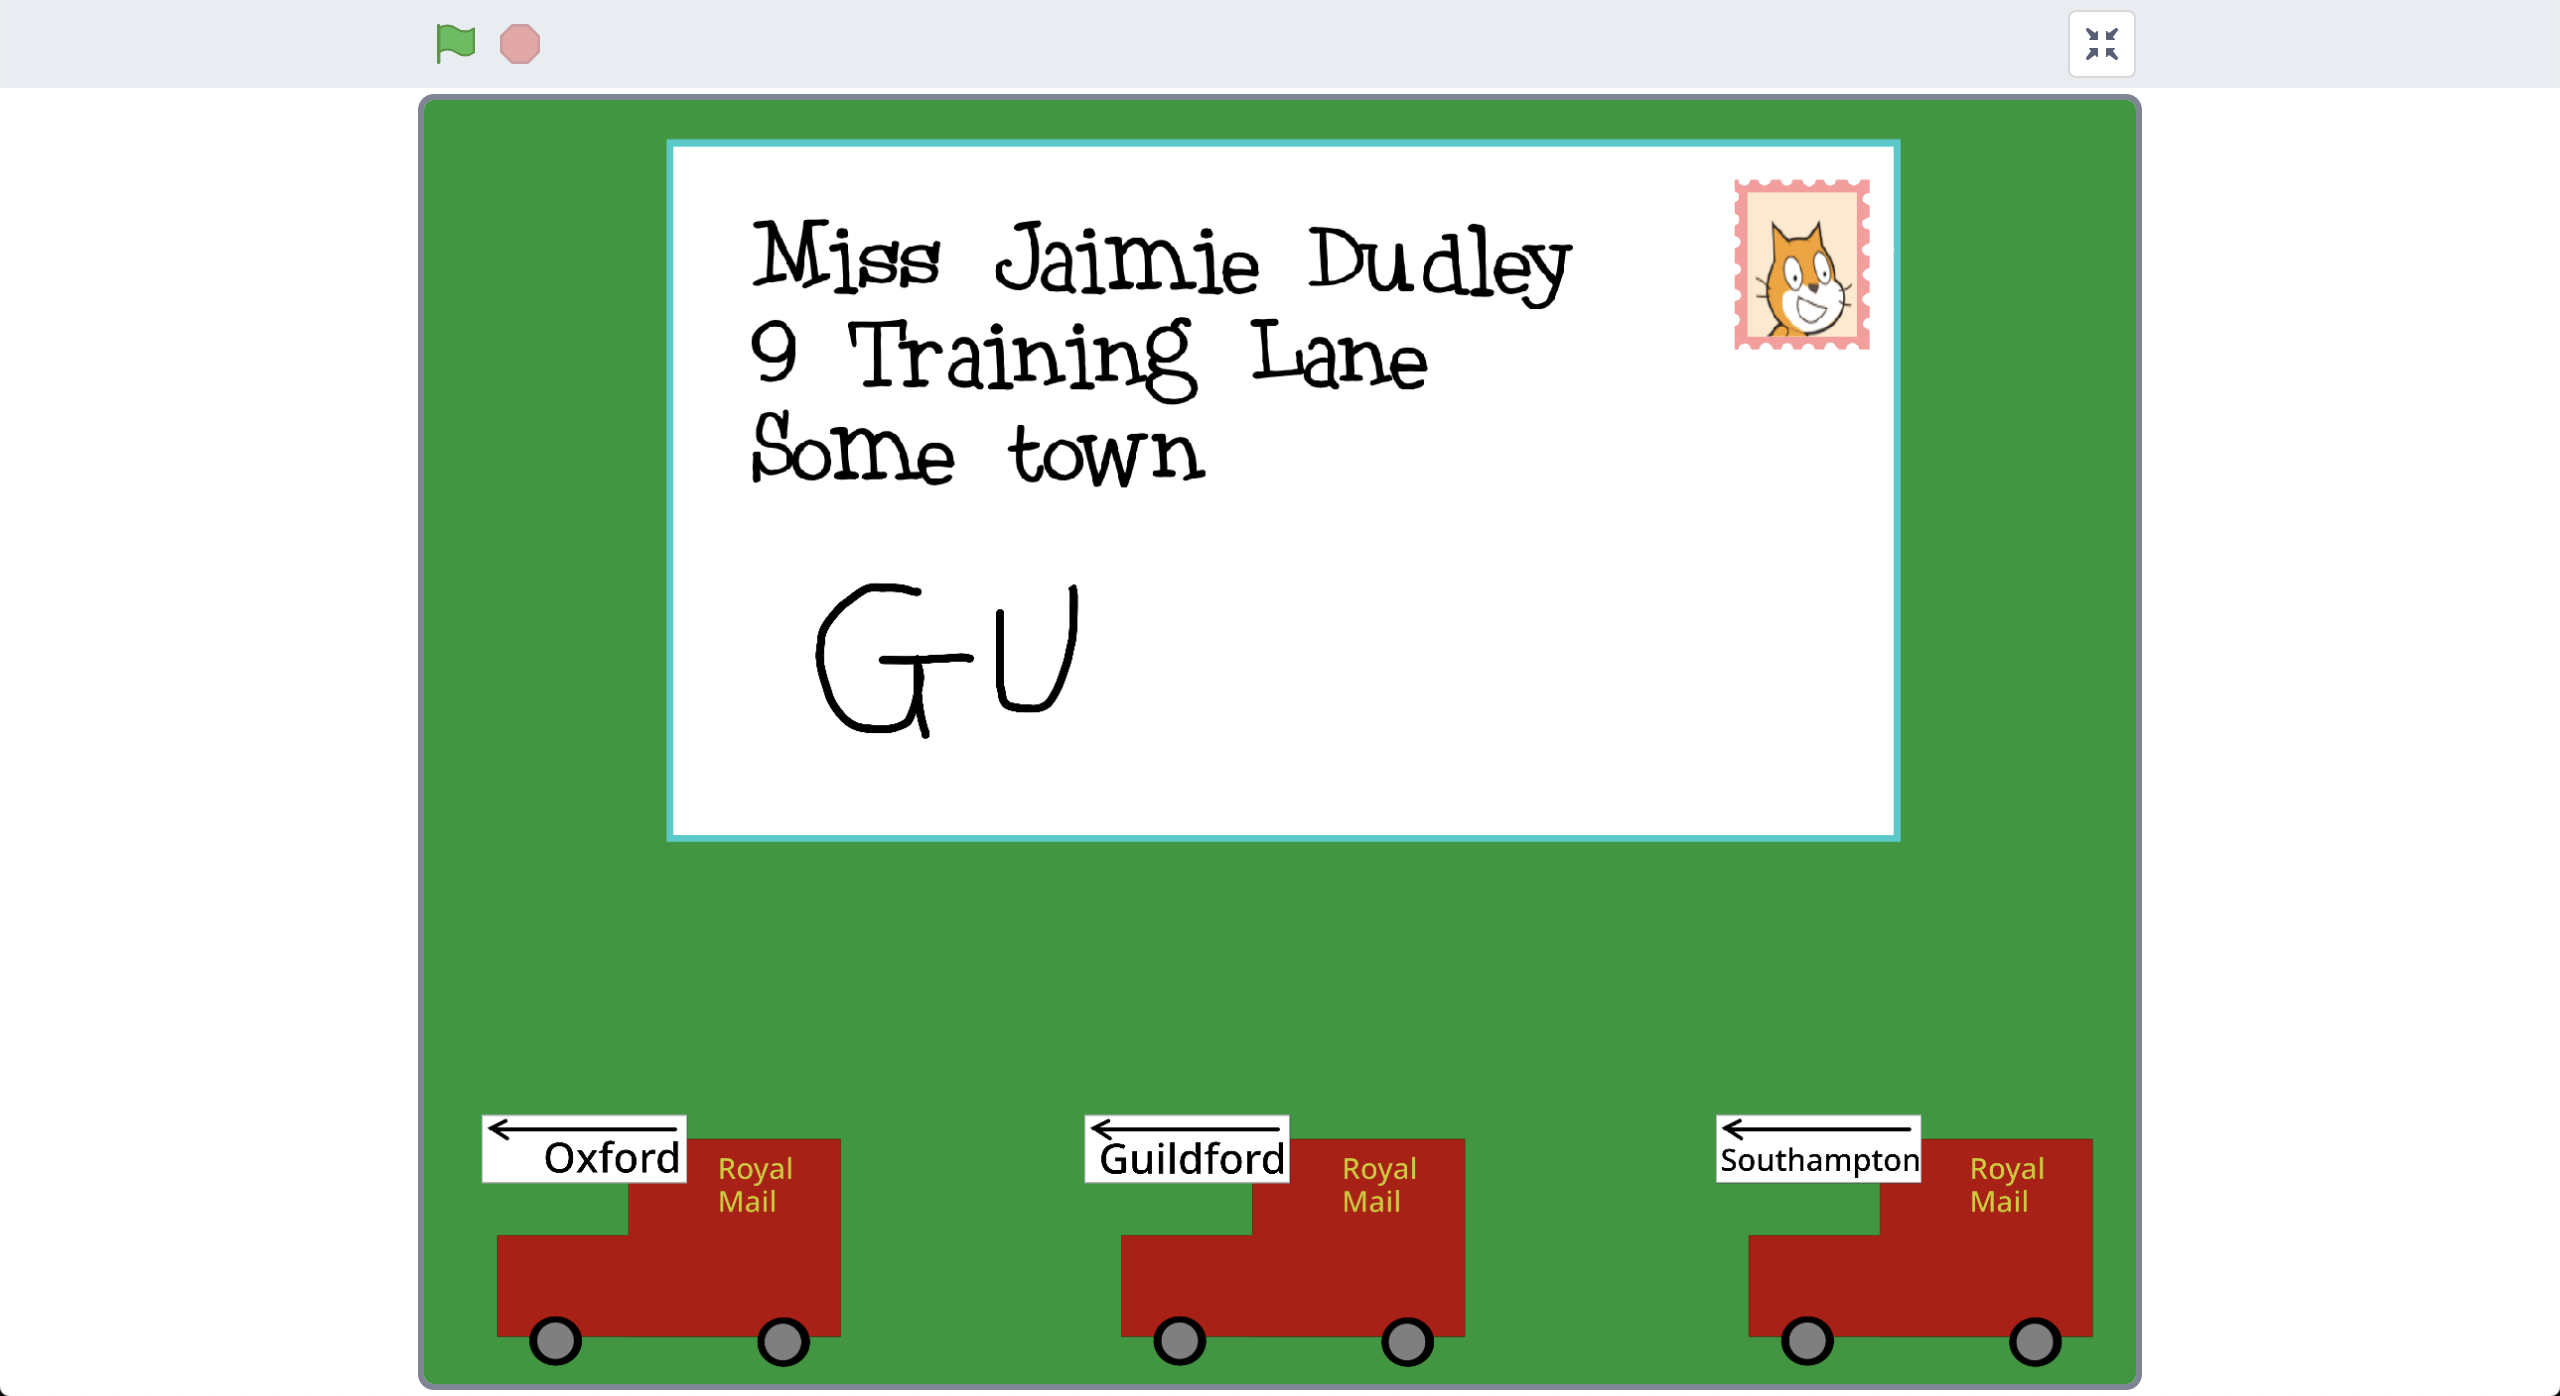 Miss Jaimie Dudley
9 Training Lane
Some town
GU
Oxford
Royal
Mail
Guildford
Royal
Mail
Southampton
Royal
Mail